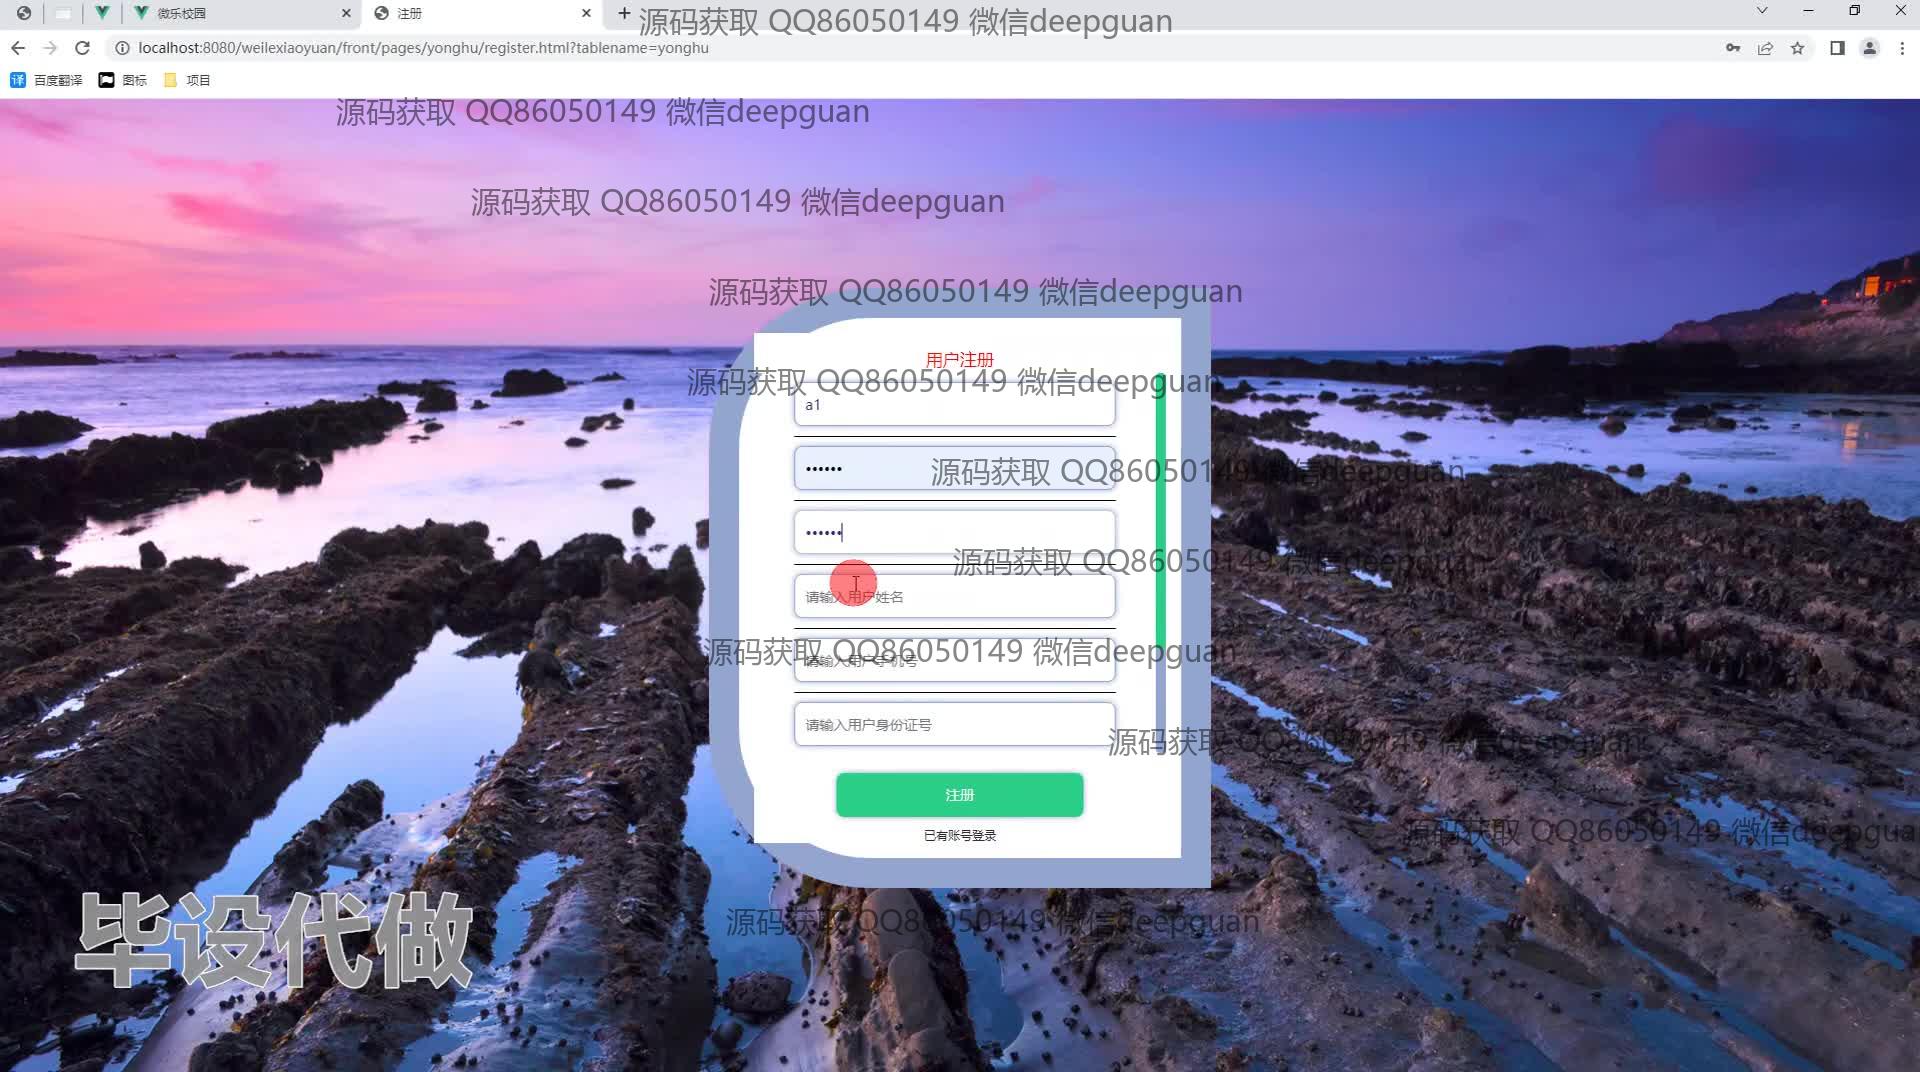 微乐校园
注册
源码获取 QQ86050149 微信deepguan
localhost:8080/weilexiaoyuan/front/pages/yonghu/register.html?tablename=yonghu
译 百度翻译
图标
项目
源码获取 QQ86050149 微信deepguan
源码获取 QQ86050149 微信deepguan
源码获取 QQ86050149 微信deepguan
用户注册
源码获取 QQ86050149 微信deepguan
a1
源码获取 QQ86050149 微信deepguan
源码获取 QQ86050149 微信deepguan
请输入用户姓名
源码获取 QQ86050149 微信deepguan
请输入用户手机号
请输入用户身份证号
源码获取 QQ86050149 微信deepguan
注册
源码获取 QQ86050149 微信deepgua
已有账号登录
源码获取 QQ86050149 微信deepguan
毕设代做